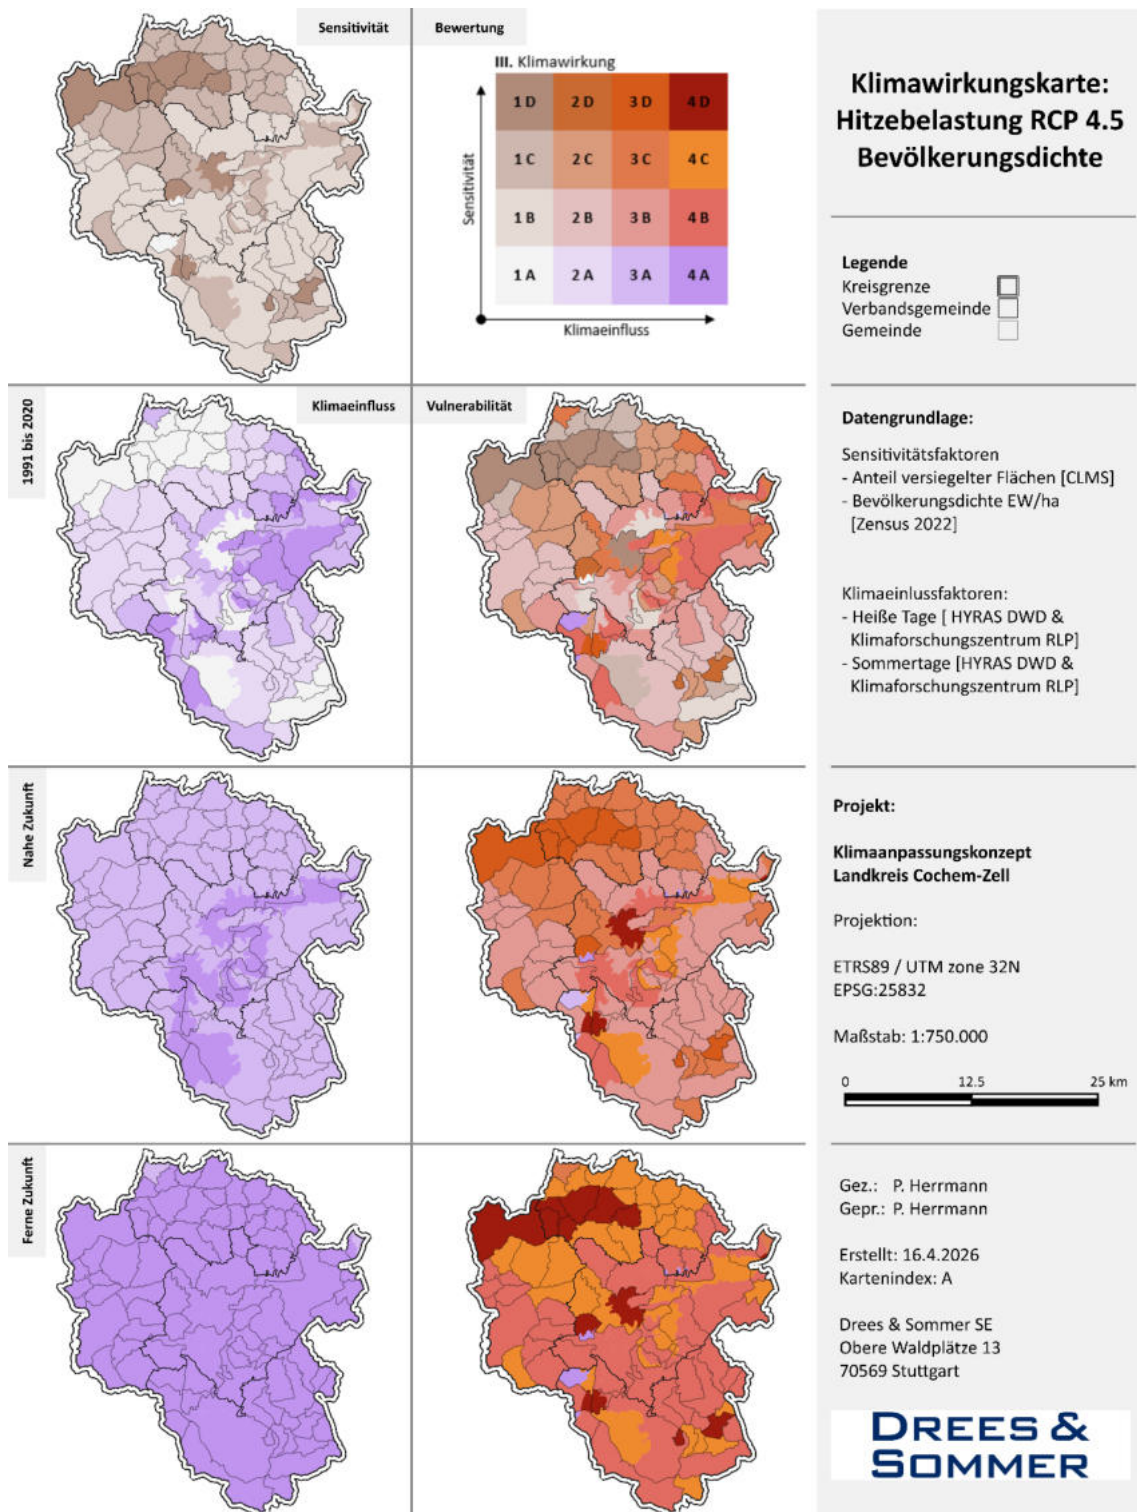 Sensitivität
Bewertung
III. Klimawirkung
1 D 2 D 3 D 4 D
1 C 2 C 3 C 4 C
1 B 2 B 3 B 4 B
1 A 2 A 3 A 4 A
Sensitivität
Klimaeinfluss
Klimawirkungskarte:
Hitzebelastung RCP 4.5
Bevölkerungsdichte
Legende
Kreisgrenze
Verbandsgemeinde
Gemeinde
1991 bis 2020
Klimaeinfluss
Vulnerabilität
Datengrundlage:
Sensitivitätsfaktoren
- Anteil versiegelter Flächen [CLMS]
- Bevölkerungsdichte EW/ha
[Zensus 2022]
Klimaeinlussfaktoren:
- Heiße Tage [ HYRAS DWD &
Klimaforschungszentrum RLP]
- Sommertage [HYRAS DWD &
Klimaforschungszentrum RLP]
Nahe Zukunft
Projekt:
Klimaanpassungskonzept
Landkreis Cochem-Zell
Projektion:
ETRS89 / UTM zone 32N
EPSG:25832
Maßstab: 1:750.000
0 12.5 25 km
Ferne Zukunft
Gez.: P. Herrmann
Gepr.: P. Herrmann
Erstellt: 16.4.2026
Kartenindex: A
Drees & Sommer SE
Obere Waldplätze 13
70569 Stuttgart
DREES &
SOMMER